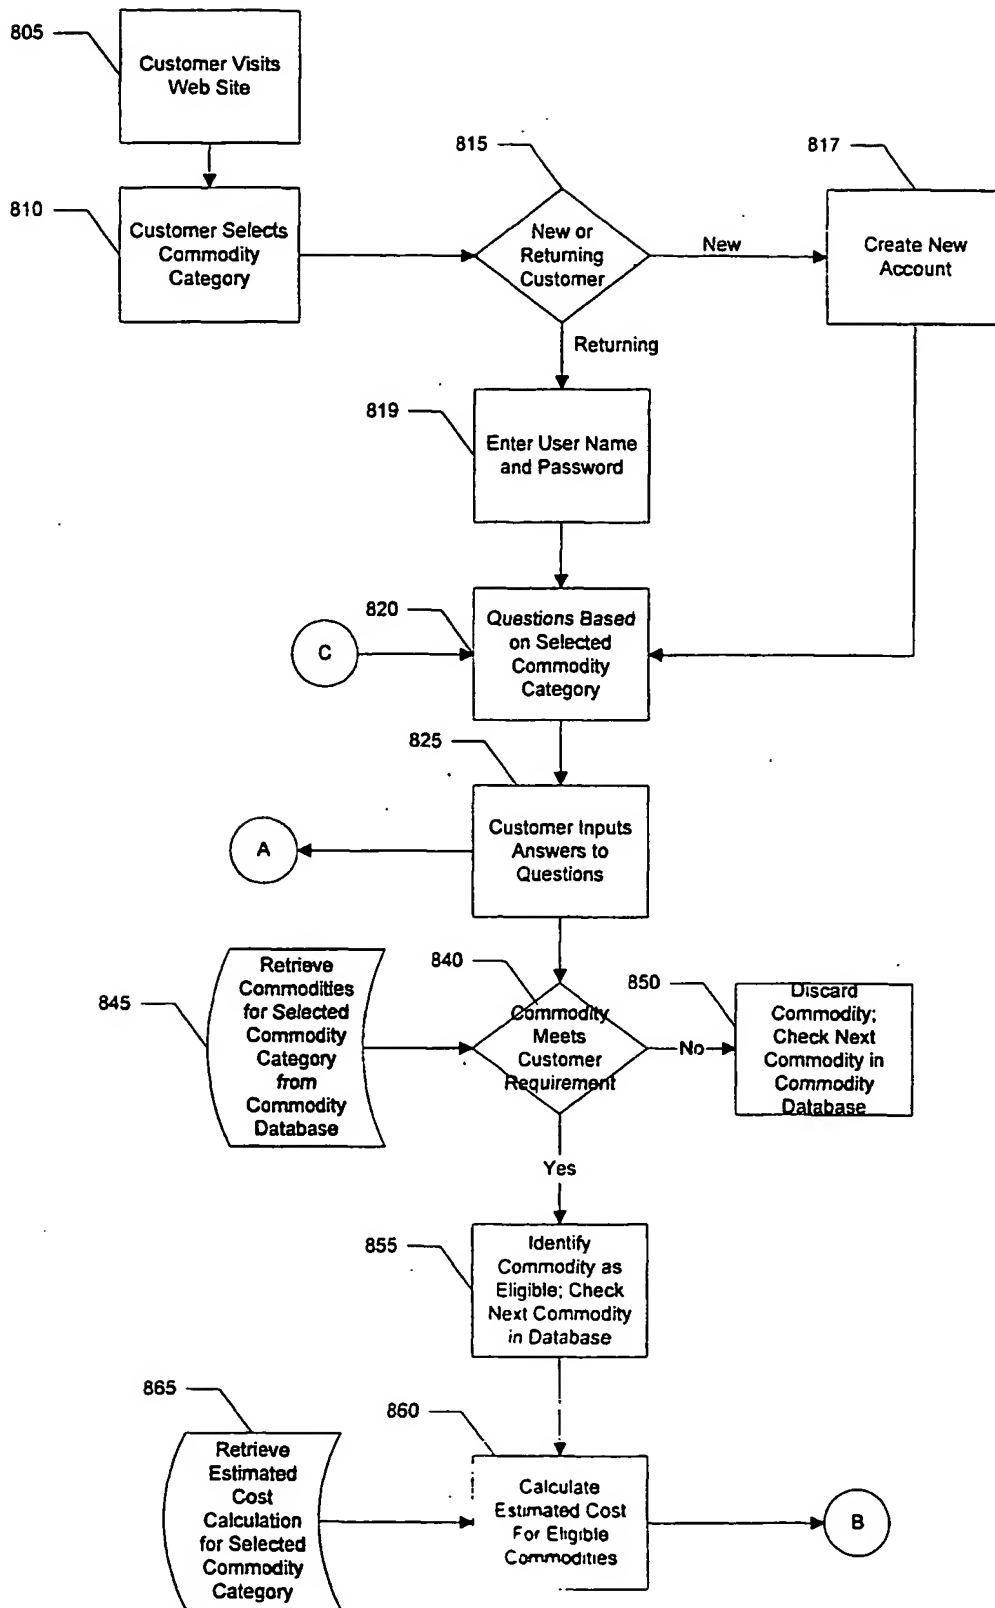 805
Customer Visits
Web Site
810
Customer Selects
Commodity
Category
815
New or
Returning
Customer
New
817
Create New
Account
Returning
819
Enter User Name
and Password
C
820
Questions Based
on Selected
Commodity
Category
825
Customer Inputs
Answers to
Questions
A
845
Retrieve
Commodities
for Selected
Commodity
Category
from
Commodity
Database
840
Commodity
Meets
Customer
Requirement
No
850
Discard
Commodity;
Check Next
Commodity in
Commodity
Database
Yes
855
Identify
Commodity as
Eligible; Check
Next Commodity
in Database
865
Retrieve
Estimated
Cost
Calculation
for Selected
Commodity
Category
860
Calculate
Estimated Cost
For Eligible
Commodities
B